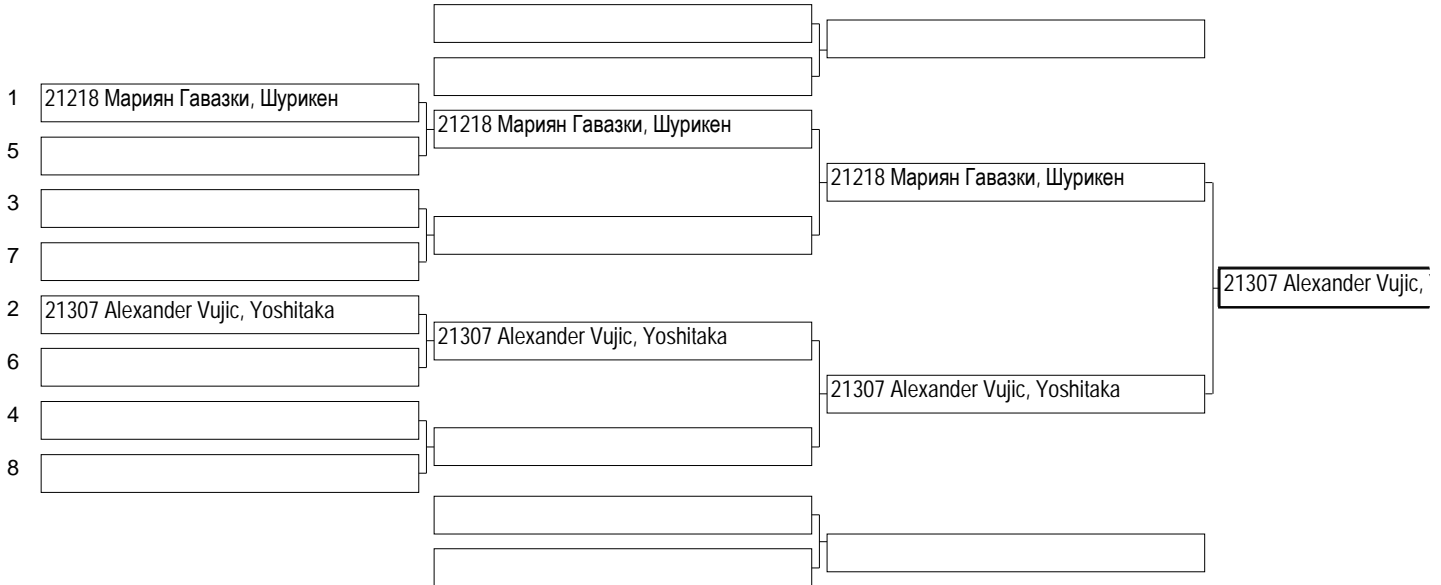 1 21218 Мариян Гавазки, Шурикен
21218 Мариян Гавазки, Шурикен
5
21218 Мариян Гавазки, Шурикен
3
7
21307 Alexander Vujic,
2 21307 Alexander Vujic, Yoshitaka
21307 Alexander Vujic, Yoshitaka
6
21307 Alexander Vujic, Yoshitaka
4
8